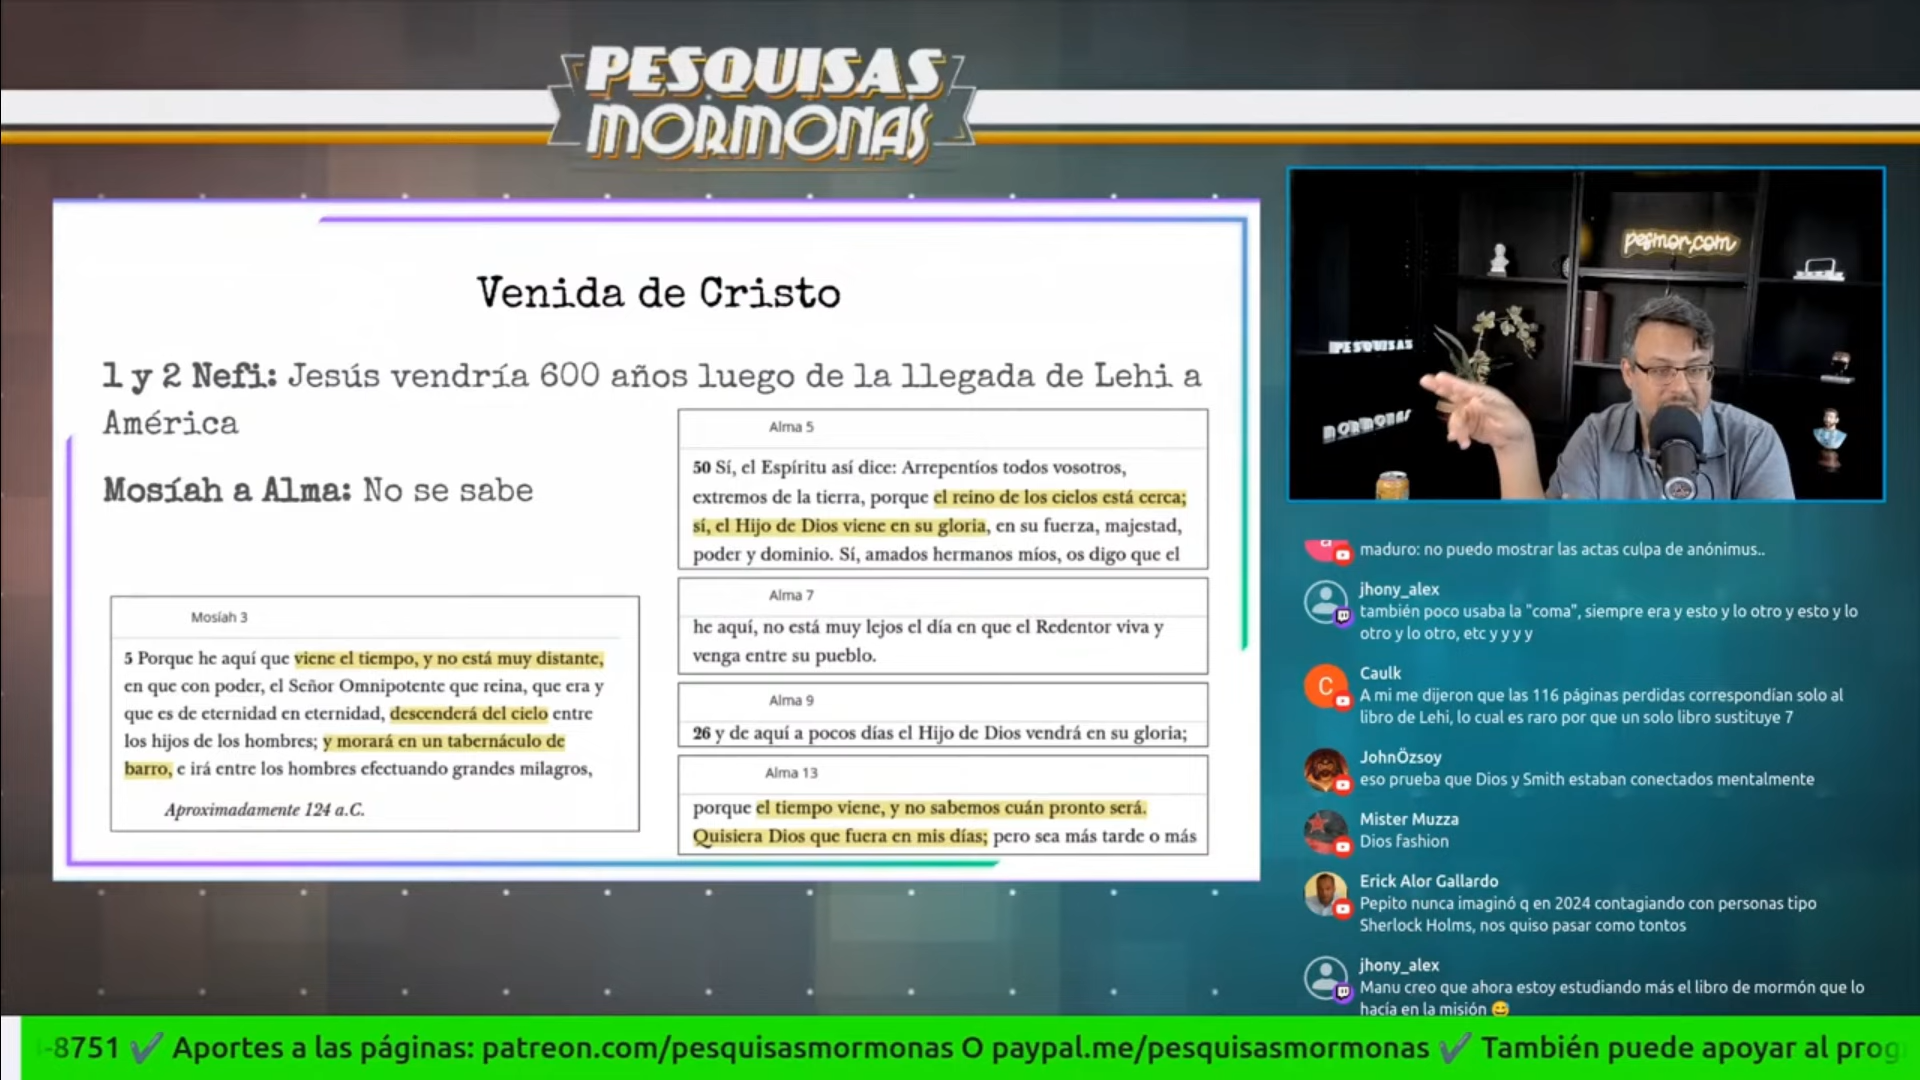 PESQUISAS
MORMONAS
Venida de Cristo
1 y 2 Nefi: Jesús vendría 600 años luego de la llegada de Lehi a
América
Mosíah a Alma: No se sabe
Mosíah 3
5 Porque he aquí que viene el tiempo, y no está muy distante,
en que con poder, el Señor Omnipotente que reina, que era y
que es de eternidad en eternidad, descenderá del cielo entre
los hijos de los hombres; y morará en un tabernáculo de
barro, e irá entre los hombres efectuando grandes milagros,
Aproximadamente 124 a.C.
Alma 5
50 Sí, el Espíritu así dice: Arrepentíos todos vosotros,
extremos de la tierra, porque el reino de los cielos está cerca;
sí, el Hijo de Dios viene en su gloria, en su fuerza, majestad,
poder y dominio. Sí, amados hermanos míos, os digo que el
Alma 7
he aquí, no está muy lejos el día en que el Redentor viva y
venga entre su pueblo.
Alma 9
26 y de aquí a pocos días el Hijo de Dios vendrá en su gloria;
Alma 13
porque el tiempo viene, y no sabemos cuán pronto será.
Quisiera Dios que fuera en mis días; pero sea más tarde o más
pesmor.com
PESQUISAS
MORMONAS
maduro: no puedo mostrar las actas culpa de anónimus..
jhony_alex
también poco usaba la "coma", siempre era y esto y lo otro y esto y lo
otro y lo otro, etc y y y y
C
Caulk
A mi me dijeron que las 116 páginas perdidas correspondían solo al
libro de Lehi, lo cual es raro por que un solo libro sustituye 7
JohnÖzsoy
eso prueba que Dios y Smith estaban conectados mentalmente
Mister Muzza
Dios fashion
Erick Alor Gallardo
Pepito nunca imaginó q en 2024 contagiando con personas tipo
Sherlock Holms, nos quiso pasar como tontos
jhony_alex
Manu creo que ahora estoy estudiando más el libro de mormón que lo
hacía en la misión 😅
-8751 ✔ Aportes a las páginas: patreon.com/pesquisasmormonas O paypal.me/pesquisasmormonas ✔ También puede apoyar al prog